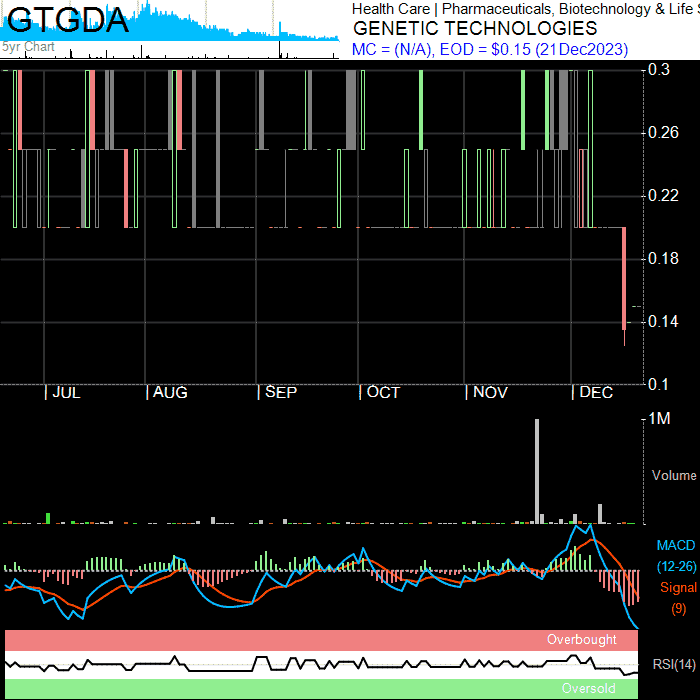 GTGDA
5yr Chart
Health Care | Pharmaceuticals, Biotechnology & Life S
GENETIC TECHNOLOGIES
MC = (N/A), EOD = $0.15 (21Dec2023)
0.3
0.26
0.22
0.18
0.14
0.1
JUL
AUG
SEP
OCT
NOV
DEC
1M
Volume
MACD
(12-26)
Signal
(9)
Overbought
RSI(14)
Oversold